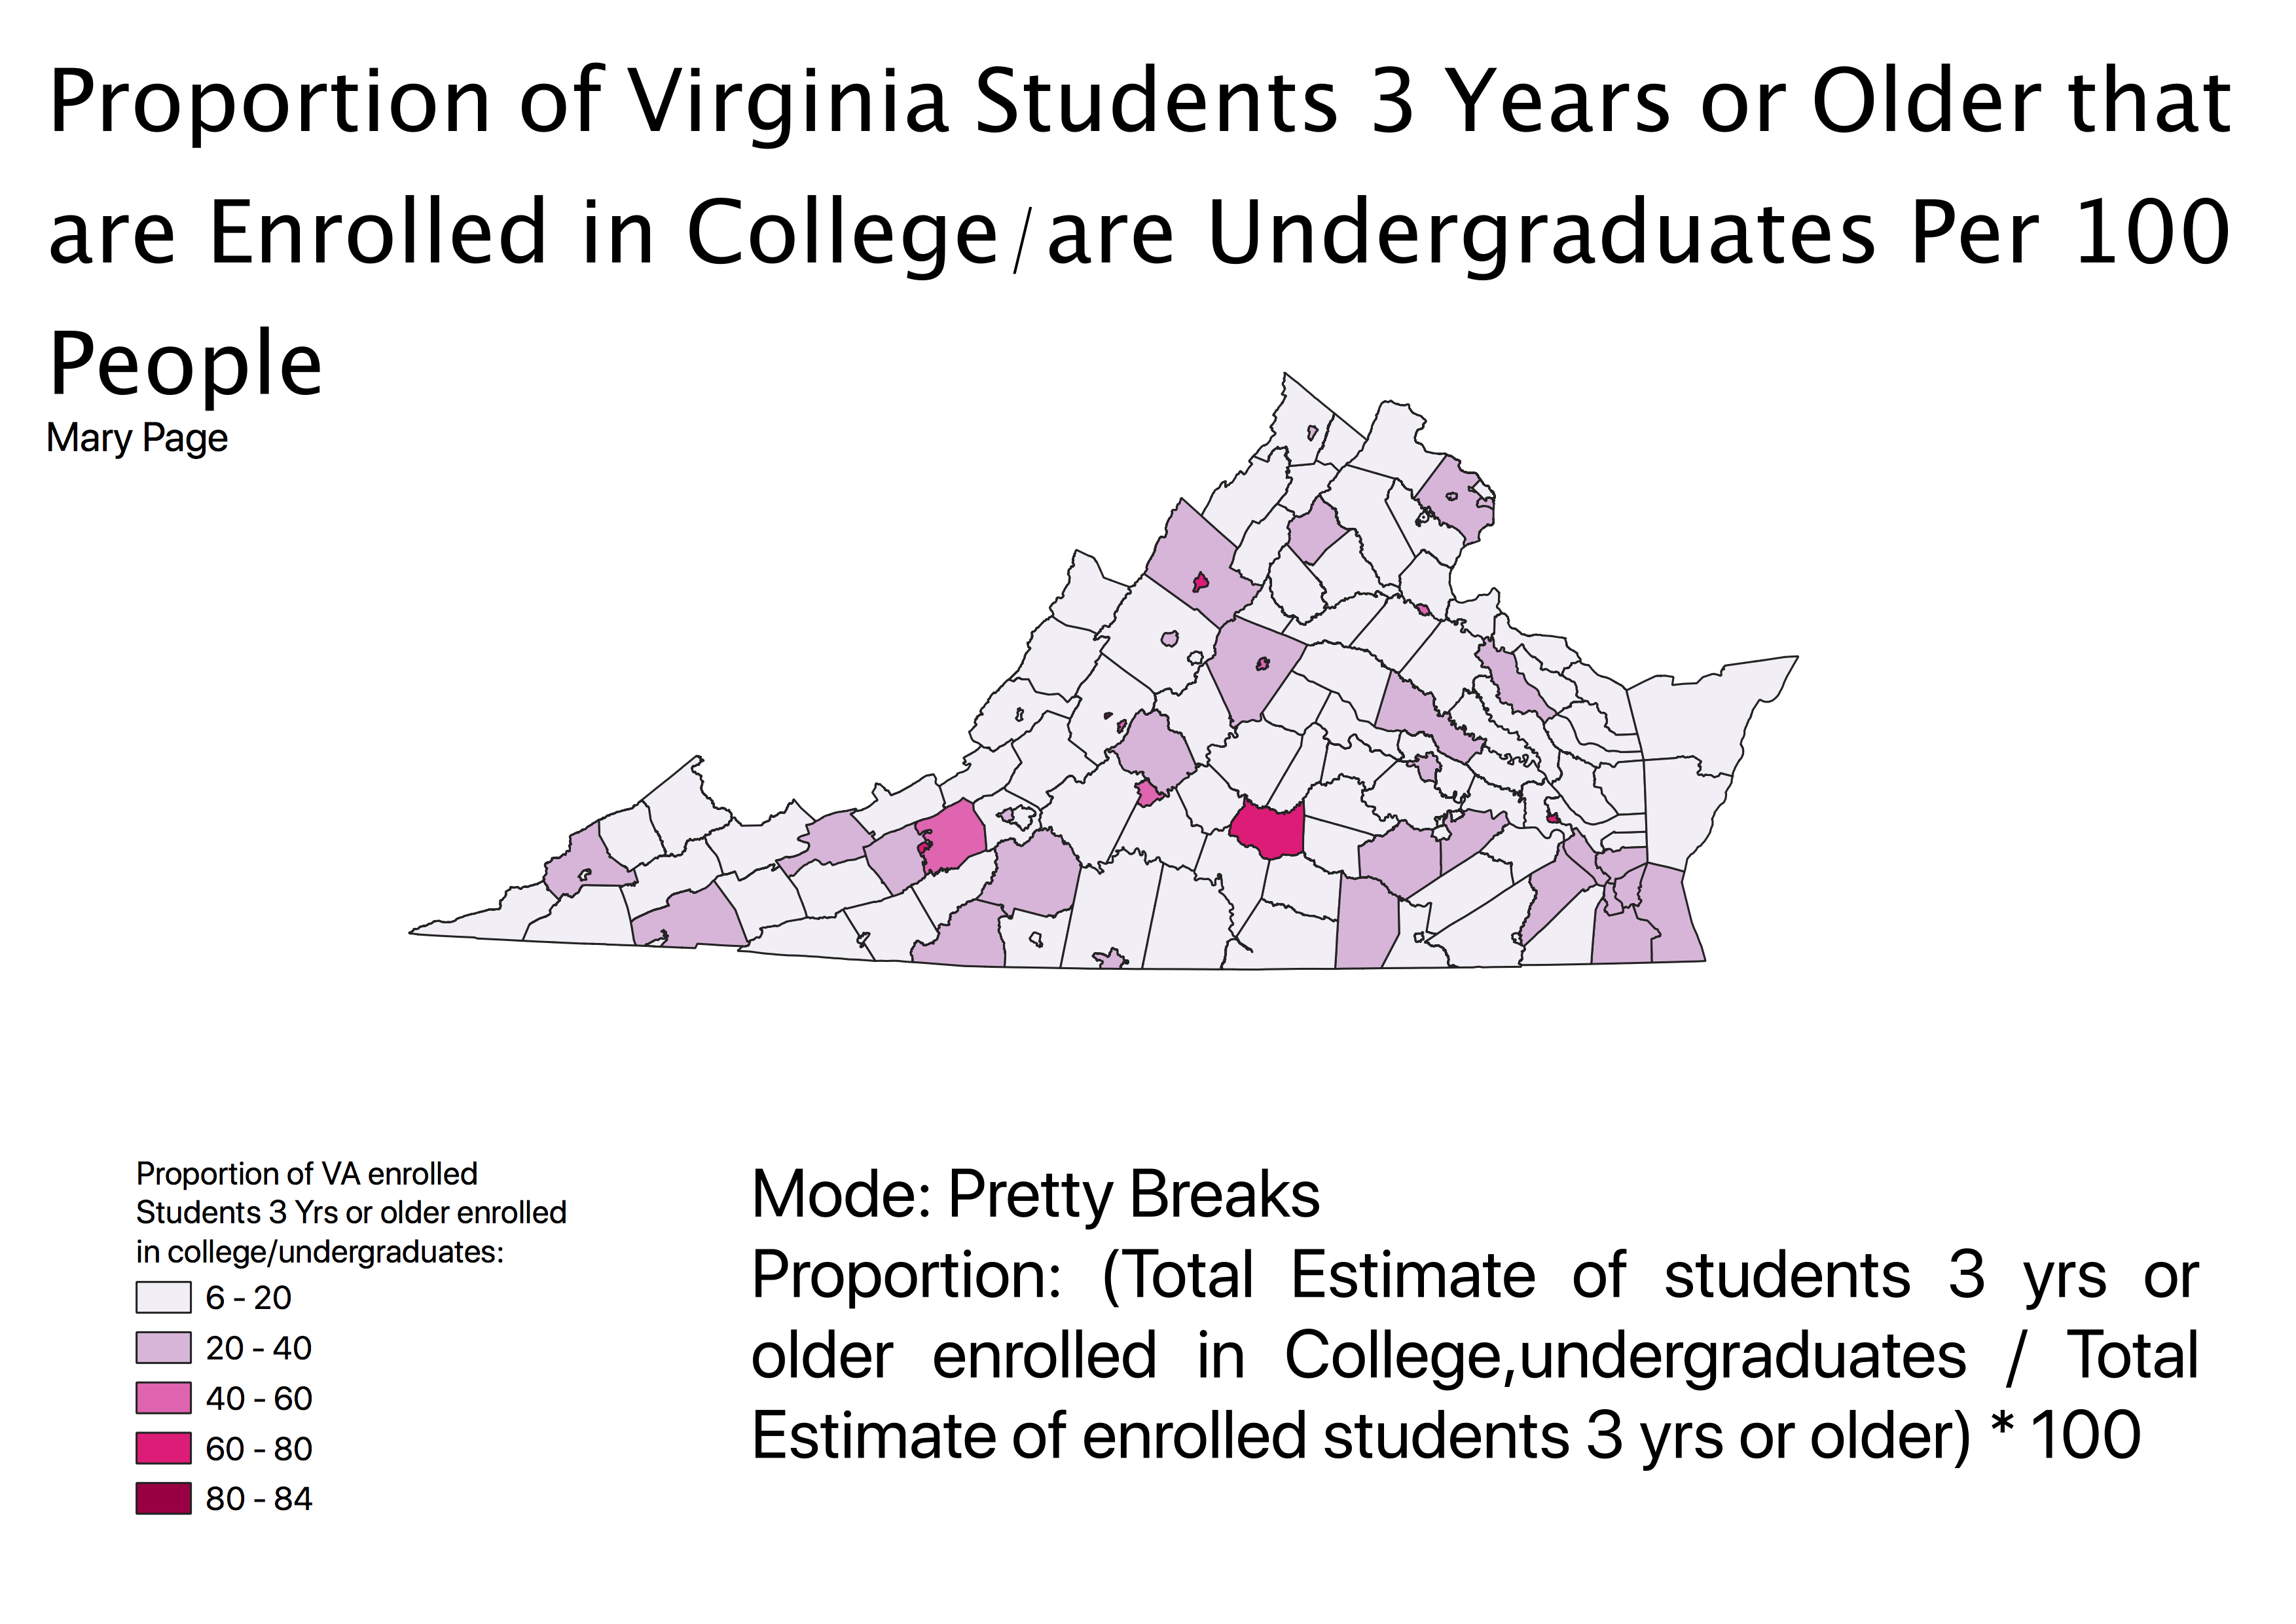 Proportion of Virginia Students 3 Years or Older that
are Enrolled in College/are Undergraduates Per 100
People
Mary Page
Proportion of VA enrolled
Students 3 Yrs or older enrolled
in college/undergraduates:
6 - 20
20 - 40
40 - 60
60 - 80
80 - 84
Mode: Pretty Breaks
Proportion: (Total Estimate of students 3 yrs or
older enrolled in College,undergraduates / Total
Estimate of enrolled students 3 yrs or older) * 100